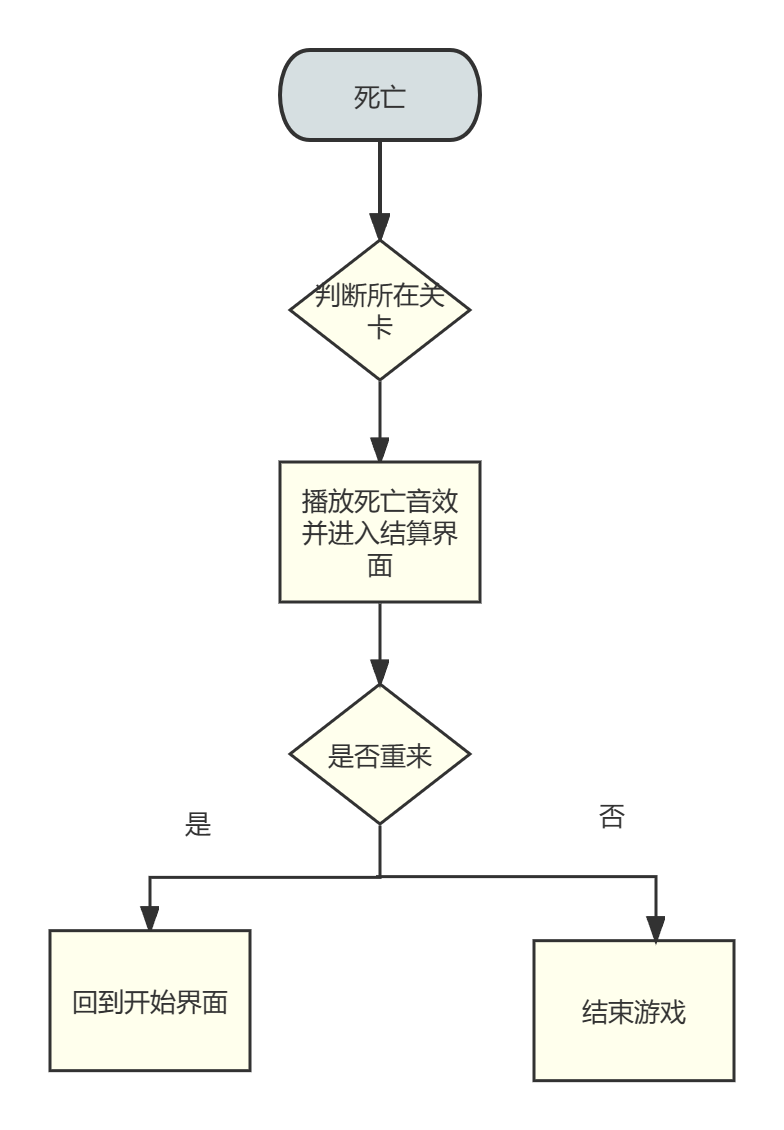 死亡
判断所在关
卡
播放死亡音效
并进入结算界
面
是否重来
是
否
回到开始界面
结束游戏